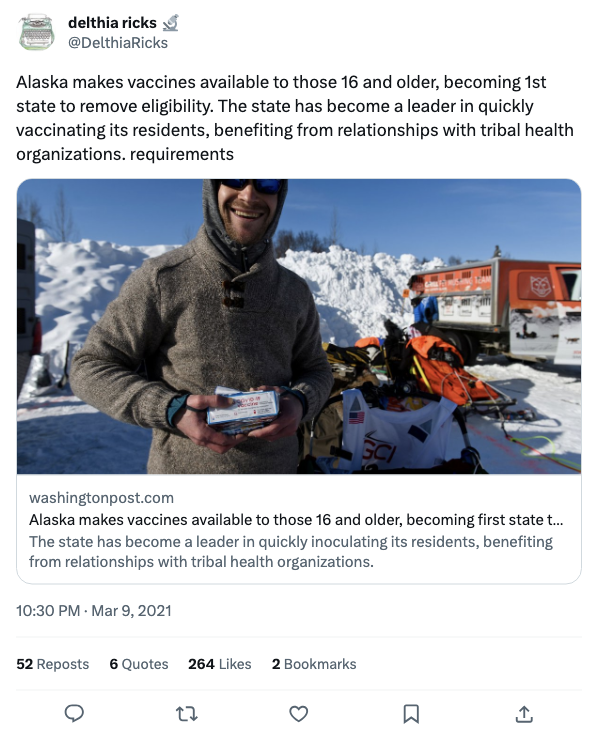 delthia ricks
@DelthiaRicks
Alaska makes vaccines available to those 16 and older, becoming 1st
state to remove eligibility. The state has become a leader in quickly
vaccinating its residents, benefiting from relationships with tribal health
organizations. requirements
GCI
washingtonpost.com
Alaska makes vaccines available to those 16 and older, becoming first state t...
The state has become a leader in quickly inoculating its residents, benefiting
from relationships with tribal health organizations.
10:30 PM · Mar 9, 2021
52 Reposts 6 Quotes 264 Likes 2 Bookmarks